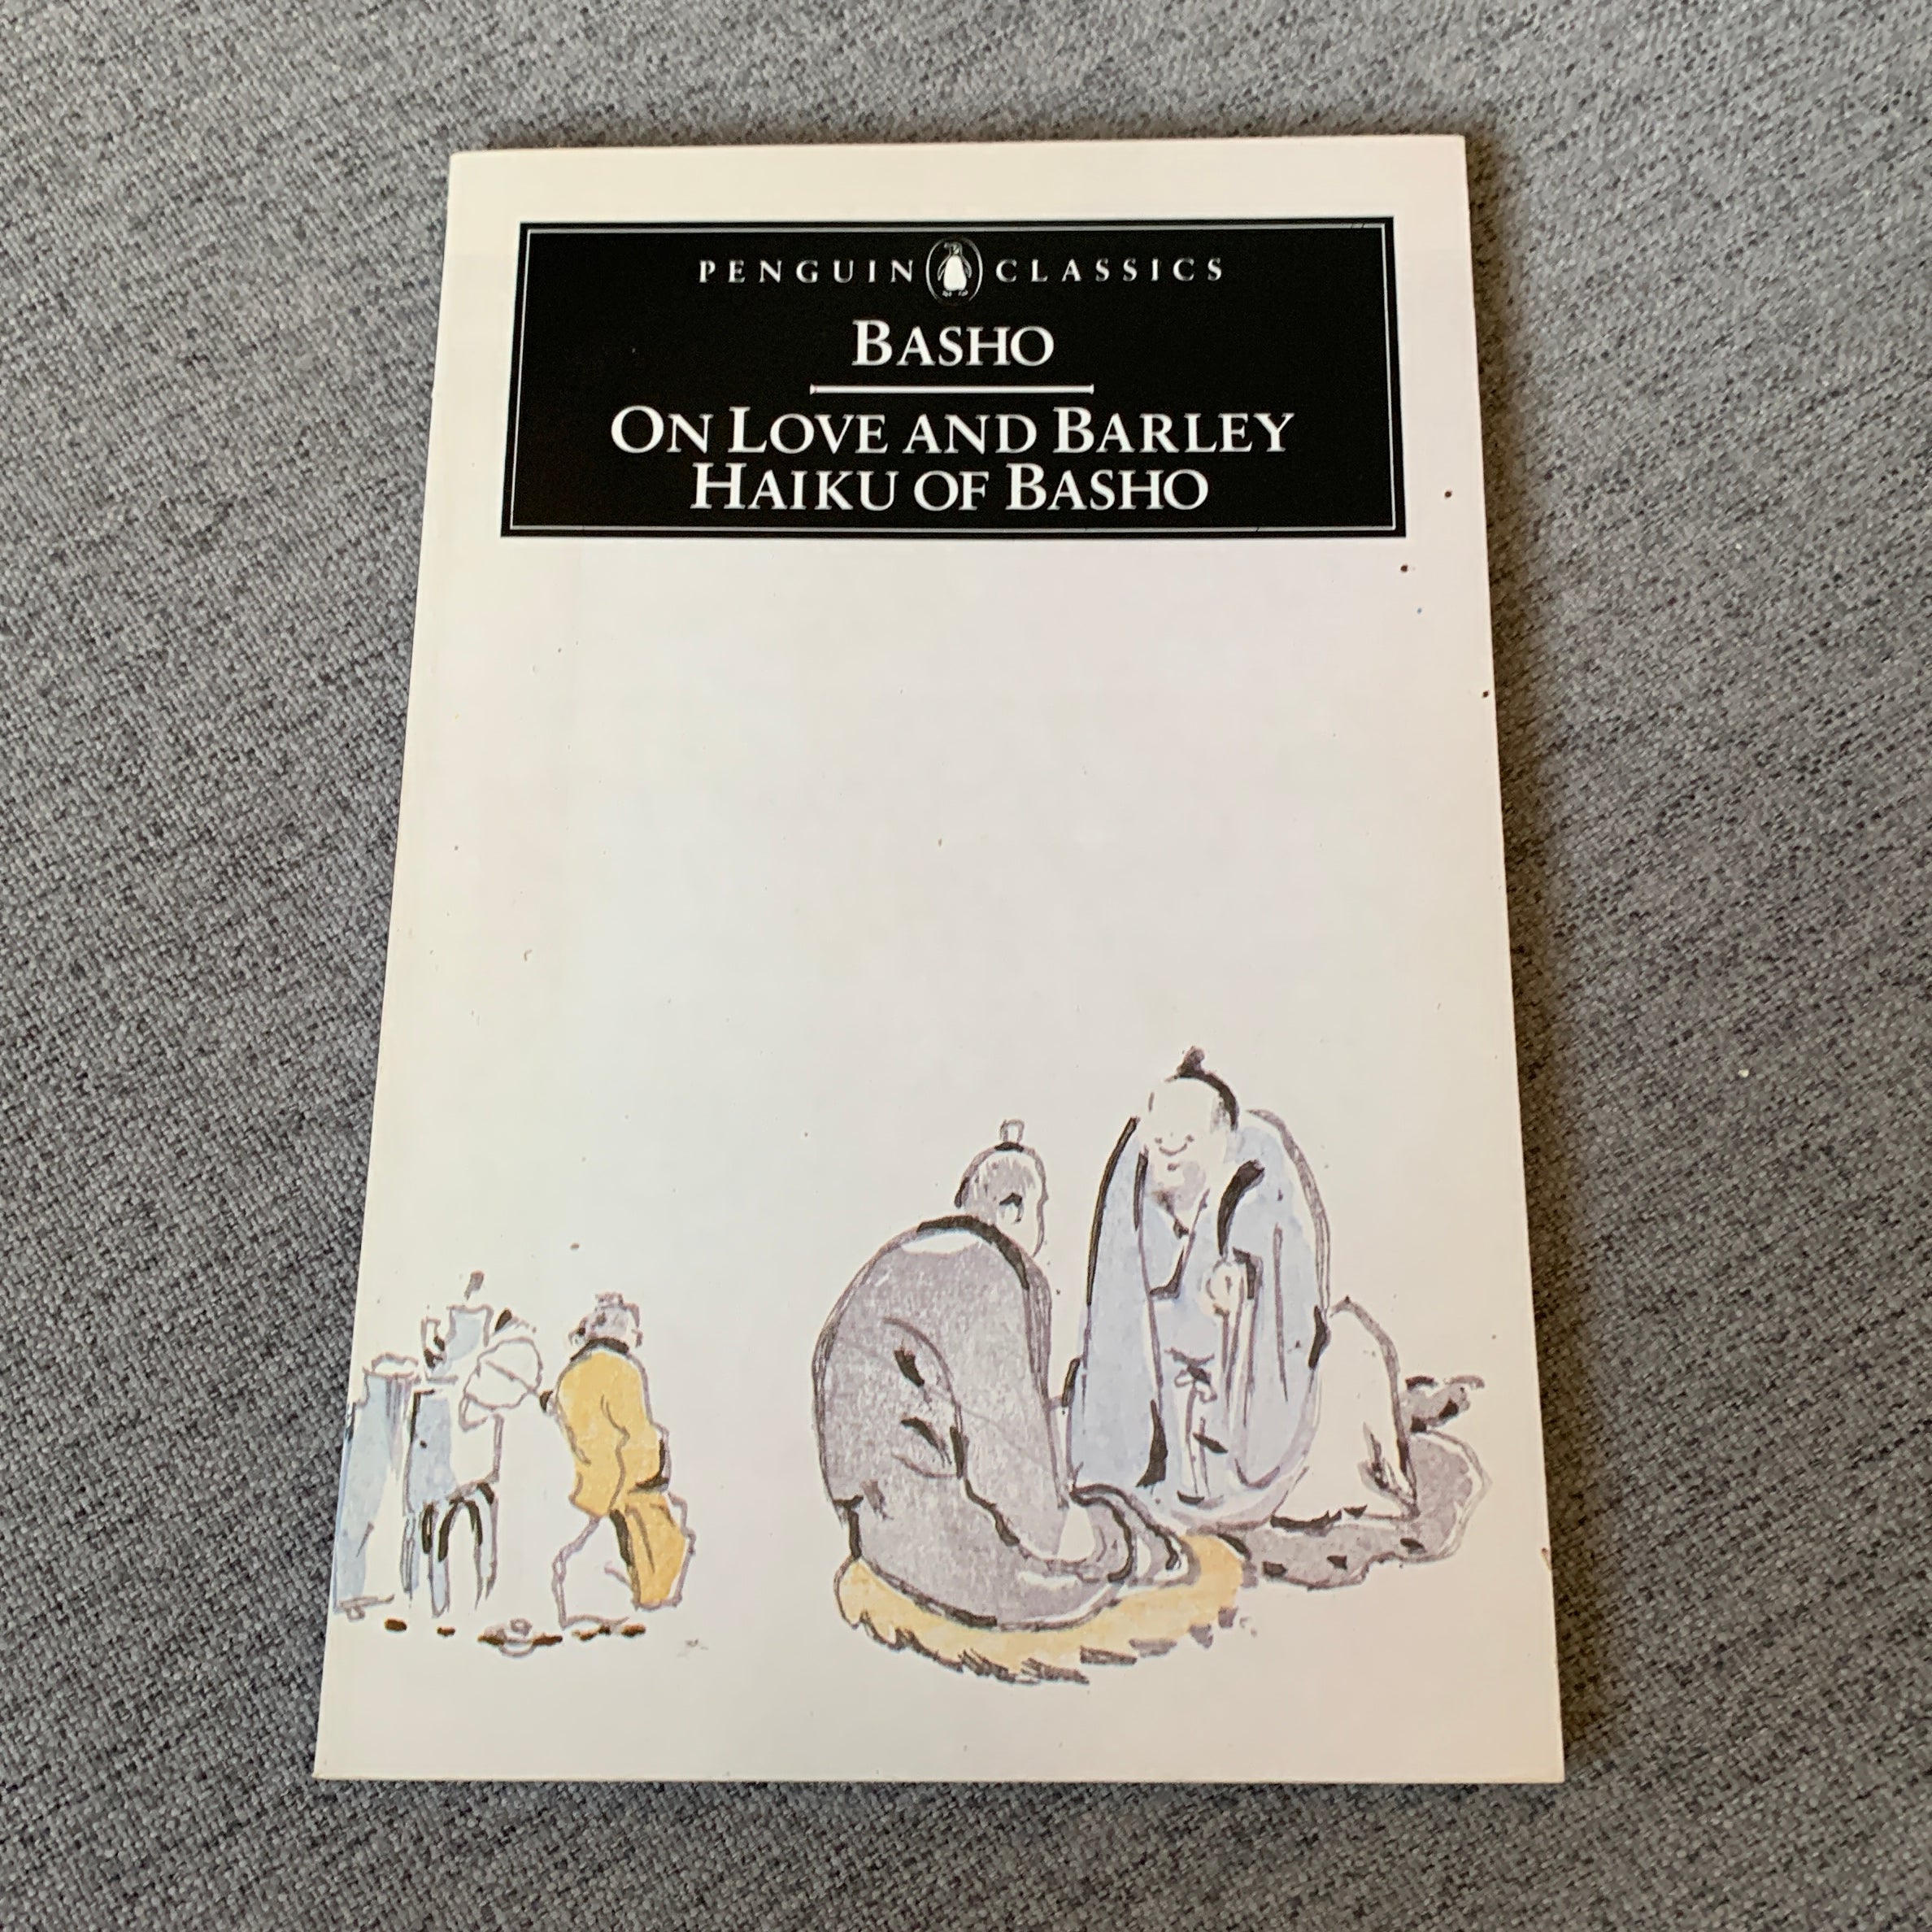 PENGUIN CLASSICS
BASHO
ON LOVE AND BARLEY
HAIKU OF BASHO